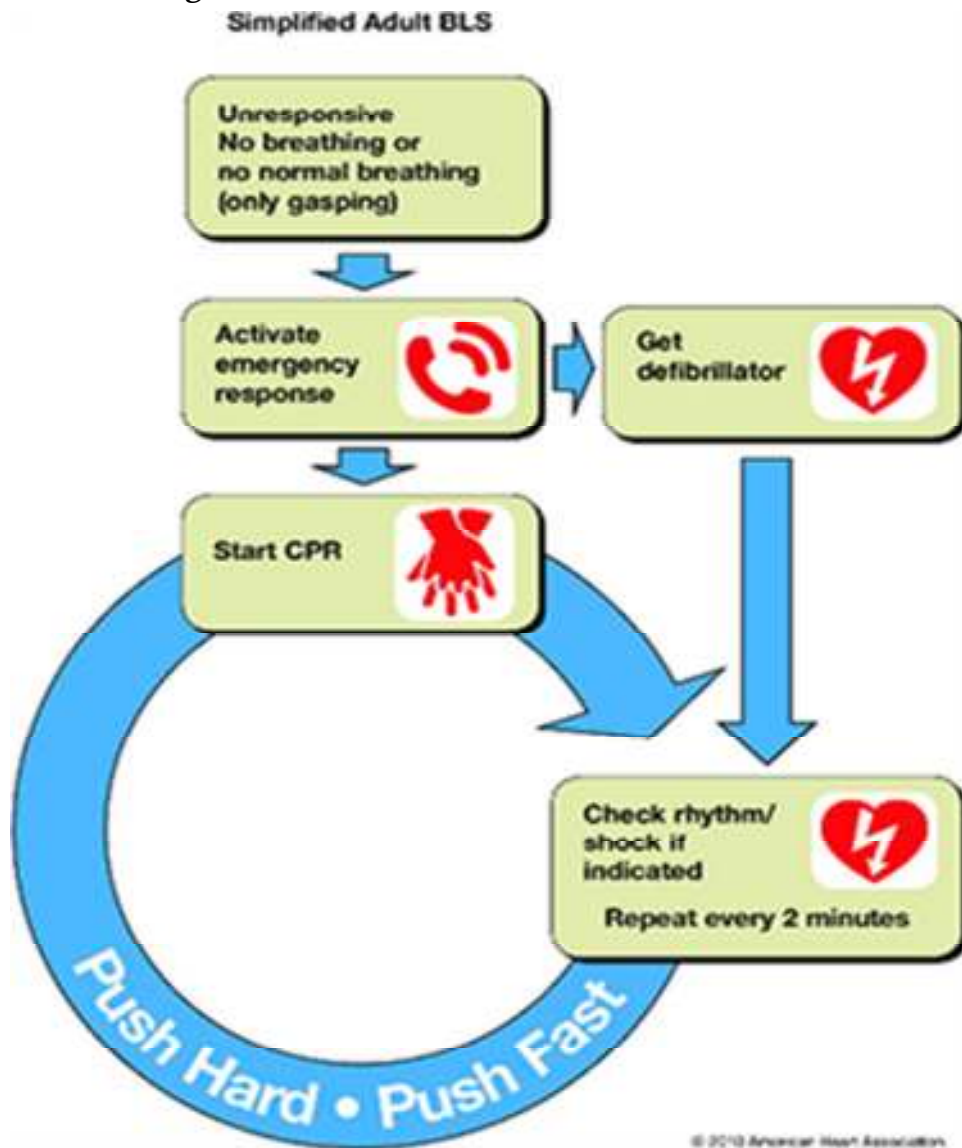 Simplified Adult BLS
Unresponsive
No breathing or
no normal breathing
(only gasping)
Activate
emergency
response
Get
defibrillator
Start CPR
Check rhythm/
shock if
indicated
Repeat every 2 minutes
Push Hard • Push Fast
© 2010 American Heart Association